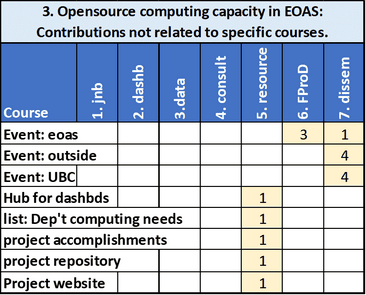 3. Opensource computing capacity in EOAS:
Contributions not related to specific courses.
Course 1. jnb 2. dashb 3.data 4. consult 5. resource 6. FProD 7. dissem
Event: eoas 3 1
Event: outside 4
Event: UBC 4
Hub for dashbds 1
list: Dep't computing needs 1
project accomplishments 1
project repository 1
Project website 1